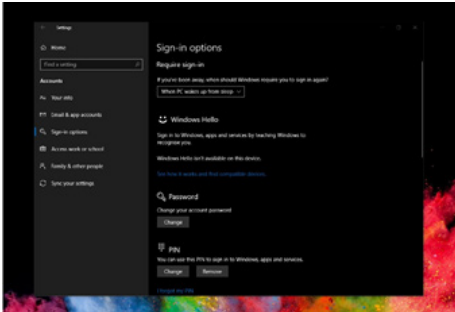 Settings
Home
Find a setting
Accounts
Your info
Email & app accounts
Sign-in options
Access work or school
Family & other people
Sync your settings
Sign-in options
Require sign-in
If you've been away, when should Windows require you to sign in again?
When PC wakes up from sleep
Windows Hello
Sign in to Windows, apps and services by teaching Windows to
recognise you.
Windows Hello isn't available on this device.
See how it works and find compatible devices.
Password
Change your account password
Change
PIN
You can use this PIN to sign in to Windows, apps and services.
Change
Remove
I forgot my PIN